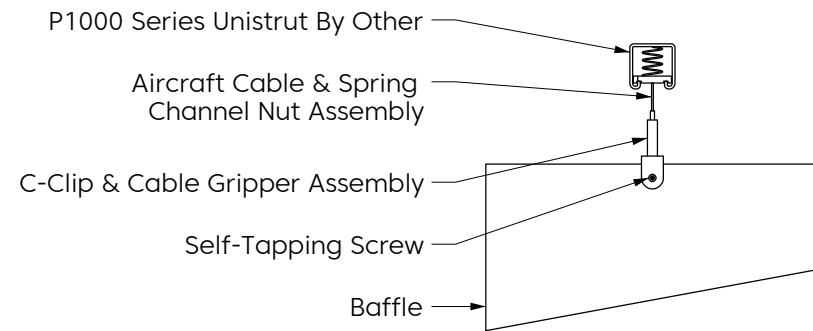 P1000 Series Unistrut By Other
Aircraft Cable & Spring
Channel Nut Assembly
C-Clip & Cable Gripper Assembly
Self-Tapping Screw
Baffle